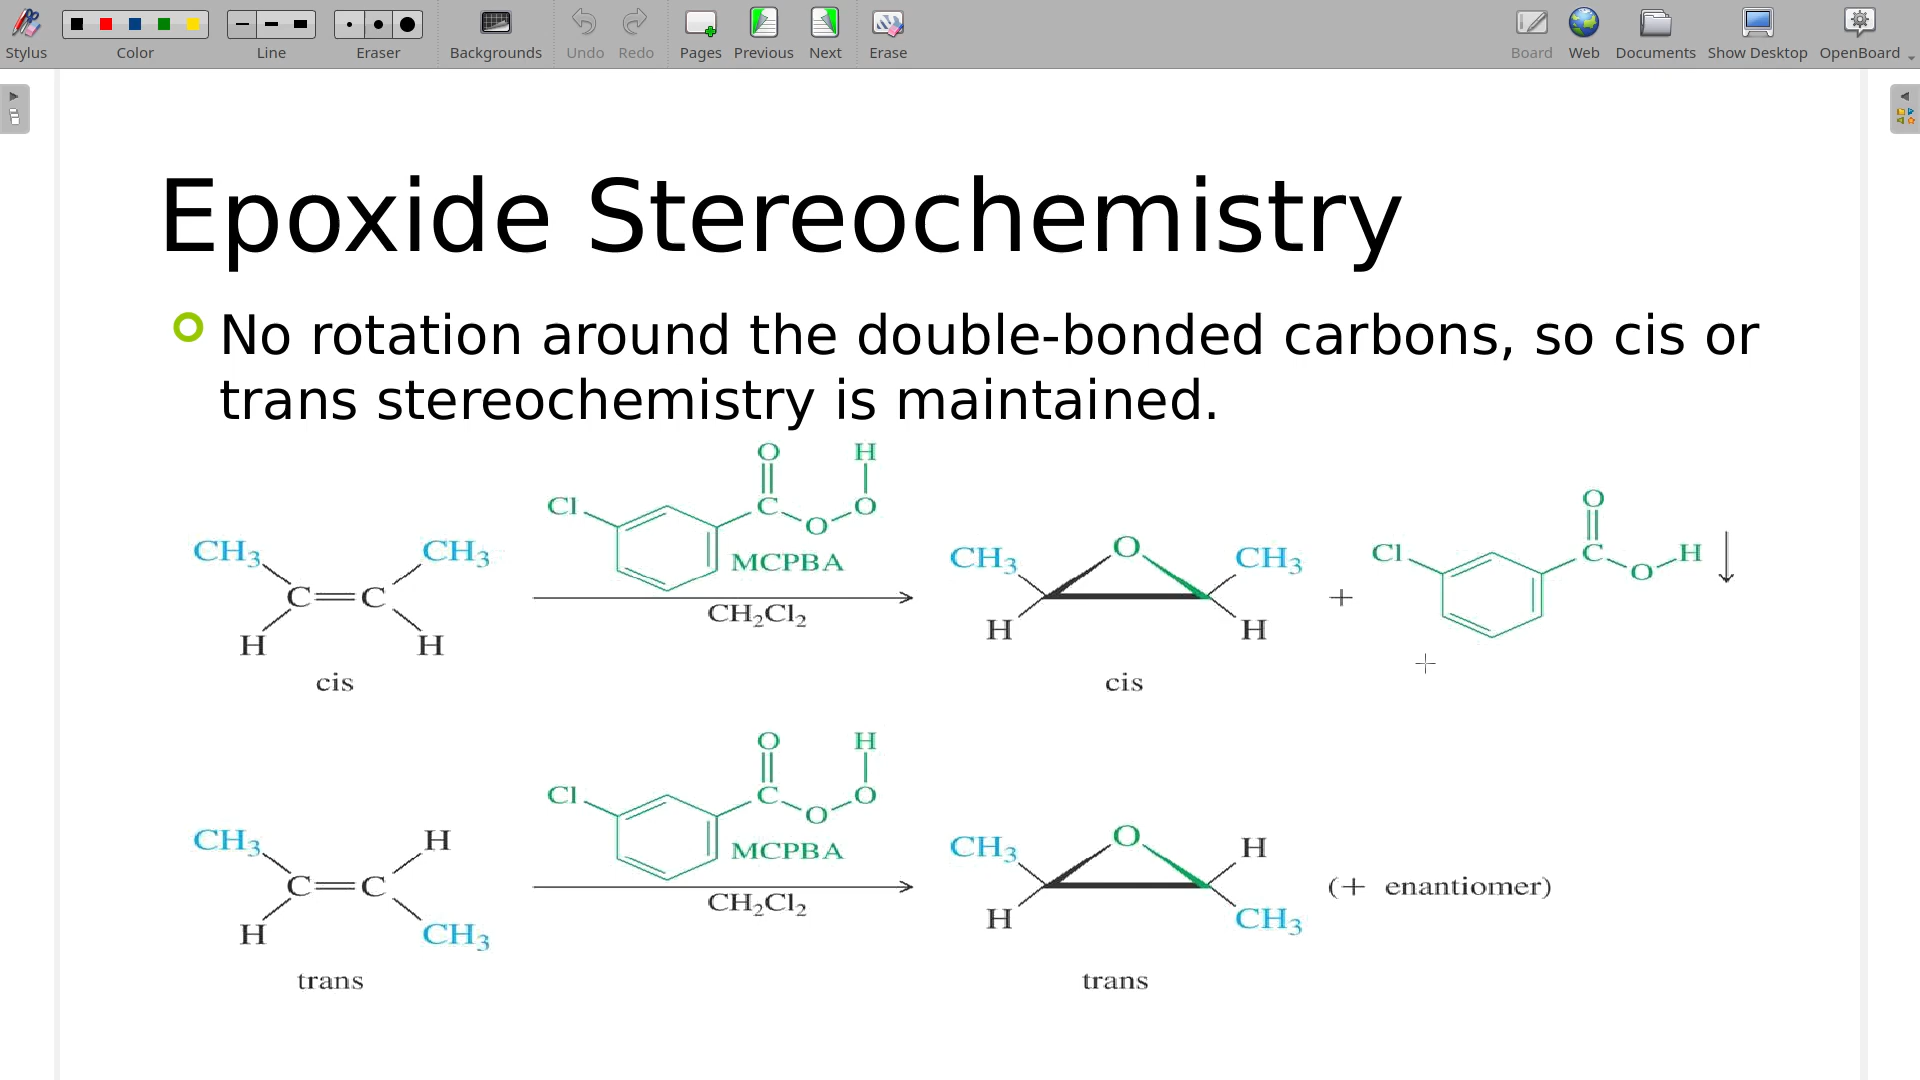 Stylus Color Line Eraser Backgrounds Undo Redo Pages Previous Next Erase Board Web Documents Show Desktop OpenBoard
Epoxide Stereochemistry
No rotation around the double-bonded carbons, so cis or
trans stereochemistry is maintained.
O H
Cl C O O
CH3 CH3 MCPBA
C=C CH2Cl2
H H
cis
O
CH3 CH3
H H
cis
+
O
Cl C O H ↓
O H
Cl C O O
CH3 H MCPBA
C=C CH2Cl2
H CH3
trans
O
CH3 H
H CH3
trans
(+ enantiomer)